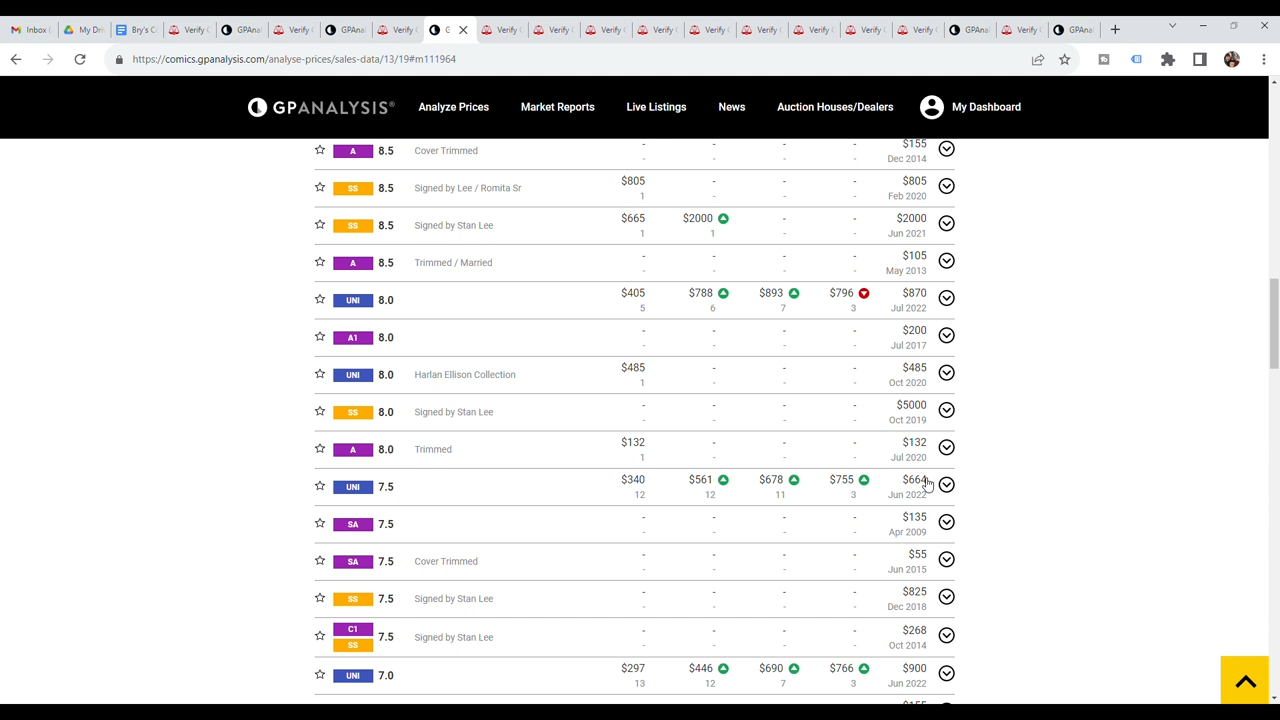 Inbox (
My Dri
Bry's C
Verify
GPAna
Verify
GPAna
Verify
G
Verify
Verify
Verify
Verify
Verify
Verify
Verify
Verify
Verify
GPAna
Verify
GPAna
https://comics.gpanalysis.com/analyse-prices/sales-data/13/19#m111964
GPANALYSIS® Analyze Prices Market Reports Live Listings News Auction Houses/Dealers My Dashboard
A 8.5 Cover Trimmed - - - - $155
- - - - Dec 2014
SS 8.5 Signed by Lee / Romita Sr $805 - - - $805
1 - - - Feb 2020
SS 8.5 Signed by Stan Lee $665 $2000 - - $2000
1 1 - - Jun 2021
A 8.5 Trimmed / Married - - - - $105
- - - - May 2013
UNI 8.0 $405 $788 $893 $796 $870
5 6 7 3 Jul 2022
A1 8.0 - - - - $200
- - - - Jul 2017
UNI 8.0 Harlan Ellison Collection $485 - - - $485
1 - - - Oct 2020
SS 8.0 Signed by Stan Lee - - - - $5000
- - - - Oct 2019
A 8.0 Trimmed $132 - - - $132
1 - - - Jul 2020
UNI 7.5 $340 $561 $678 $755 $664
12 12 11 3 Jun 2022
SA 7.5 - - - - $135
- - - - Apr 2009
SA 7.5 Cover Trimmed - - - - $55
- - - - Jun 2015
SS 7.5 Signed by Stan Lee - - - - $825
- - - - Dec 2018
C1 SS 7.5 Signed by Stan Lee - - - - $268
- - - - Oct 2014
UNI 7.0 $297 $446 $690 $766 $900
13 12 7 3 Jun 2022